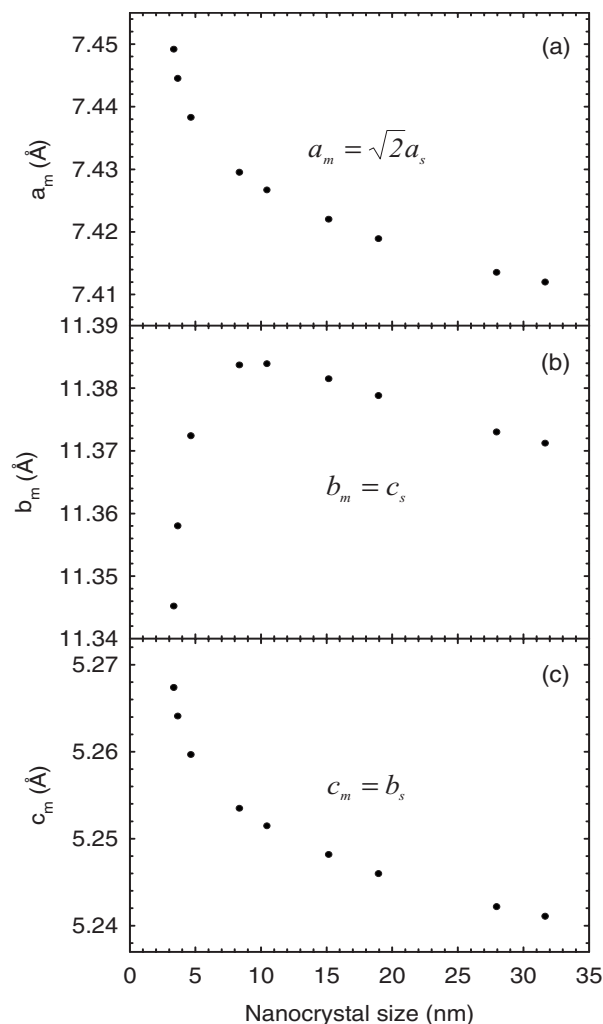 (a)
7.45
7.44
7.43
7.42
7.41
a_m (Å)
a_m = √2a_s
(b)
11.39
11.38
11.37
11.36
11.35
11.34
b_m (Å)
b_m = c_s
(c)
5.27
5.26
5.25
5.24
c_m (Å)
c_m = b_s
0 5 10 15 20 25 30 35
Nanocrystal size (nm)